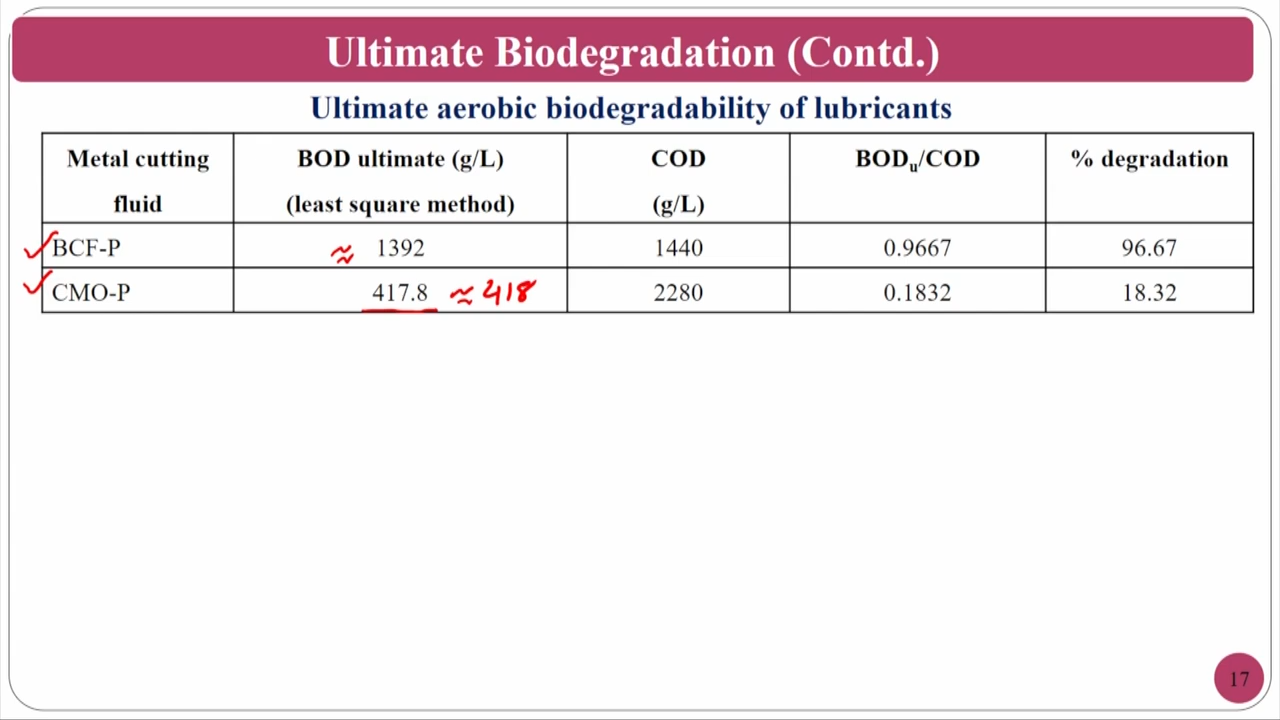 Ultimate Biodegradation (Contd.)
Ultimate aerobic biodegradability of lubricants
Metal cutting fluid BOD ultimate (g/L) (least square method) COD (g/L) BODu/COD % degradation
BCF-P ≈ 1392 1440 0.9667 96.67
CMO-P 417.8 ≈ 418 2280 0.1832 18.32
17